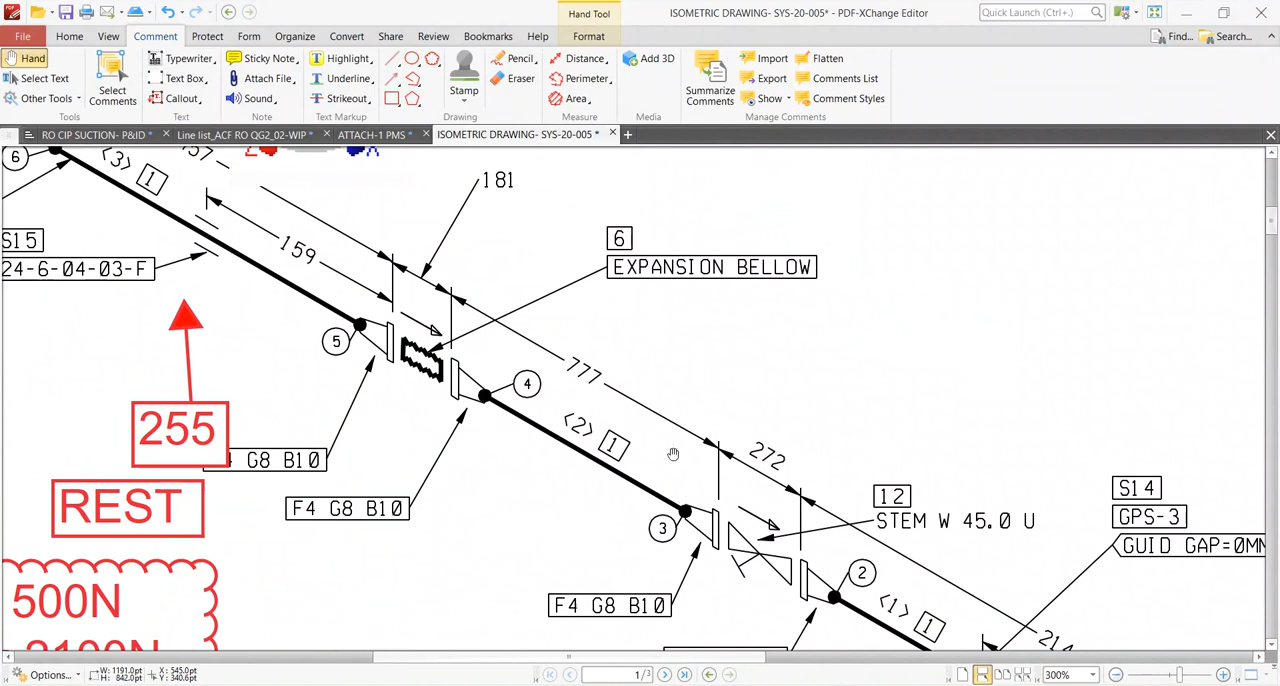 Hand Tool
ISOMETRIC DRAWING- SYS-20-005* - PDF-XChange Editor
Quick Launch (Ctrl+.)
File
Home
View
Comment
Protect
Form
Organize
Convert
Share
Review
Bookmarks
Help
Format
Find...
Search...
Hand
Select Text
Other Tools
Tools
Select Comments
Typewriter
Text Box
Callout
Text
Sticky Note
Attach File
Sound
Note
Highlight
Underline
Strikeout
Text Markup
Pencil
Eraser
Stamp
Drawing
Distance
Perimeter
Area
Measure
Add 3D
Media
Summarize Comments
Import
Export
Show
Flatten
Comments List
Comment Styles
Manage Comments
RO CIP SUCTION- P&ID *
Line list_ACF RO QG2_02-WIP *
ATTACH-1 PMS *
ISOMETRIC DRAWING- SYS-20-005 *
6
<3> 1
181
159
S15
24-6-04-03-F
6
EXPANSION BELLOW
5
4
777
<2> 1
272
255
G8 B10
F4 G8 B10
REST
12
STEM W 45.0 U
S14
GPS-3
GUID GAP=0MM
3
2
F4 G8 B10
<1> 1
214
500N
2100N
Options...
W: 1191.0pt
H: 842.0pt
X: 545.0pt
Y: 340.6pt
1/3
300%